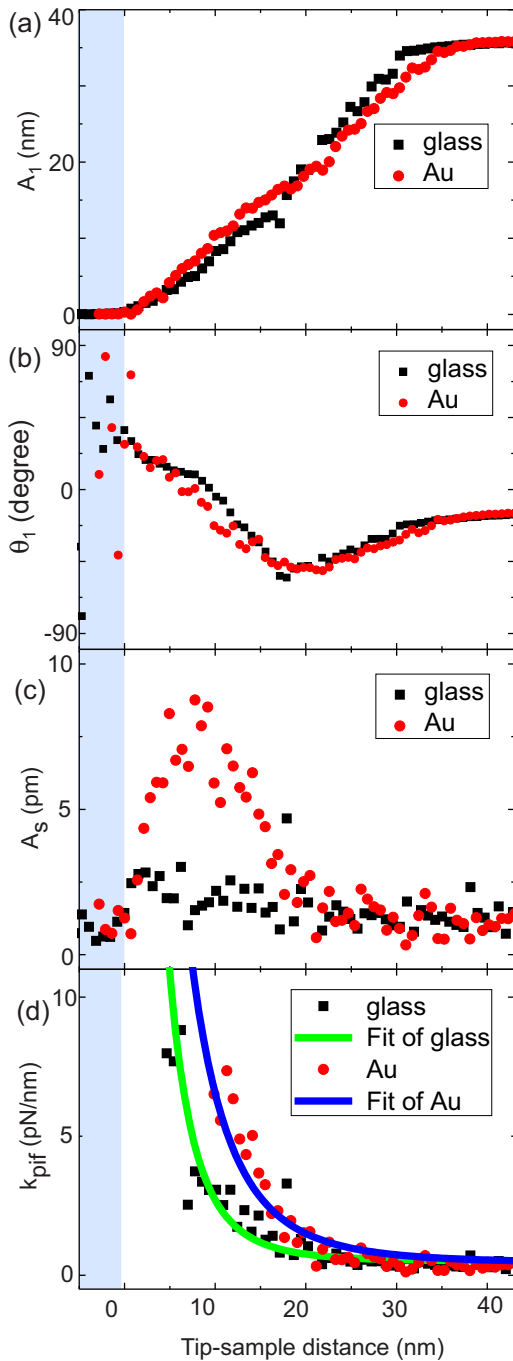 (a)
40
20
0
A1 (nm)
glass
Au
(b)
90
0
-90
θ1 (degree)
glass
Au
(c)
10
5
0
As (pm)
glass
Au
(d)
10
5
0
kpif (pN/nm)
glass
Fit of glass
Au
Fit of Au
0 10 20 30 40
Tip-sample distance (nm)